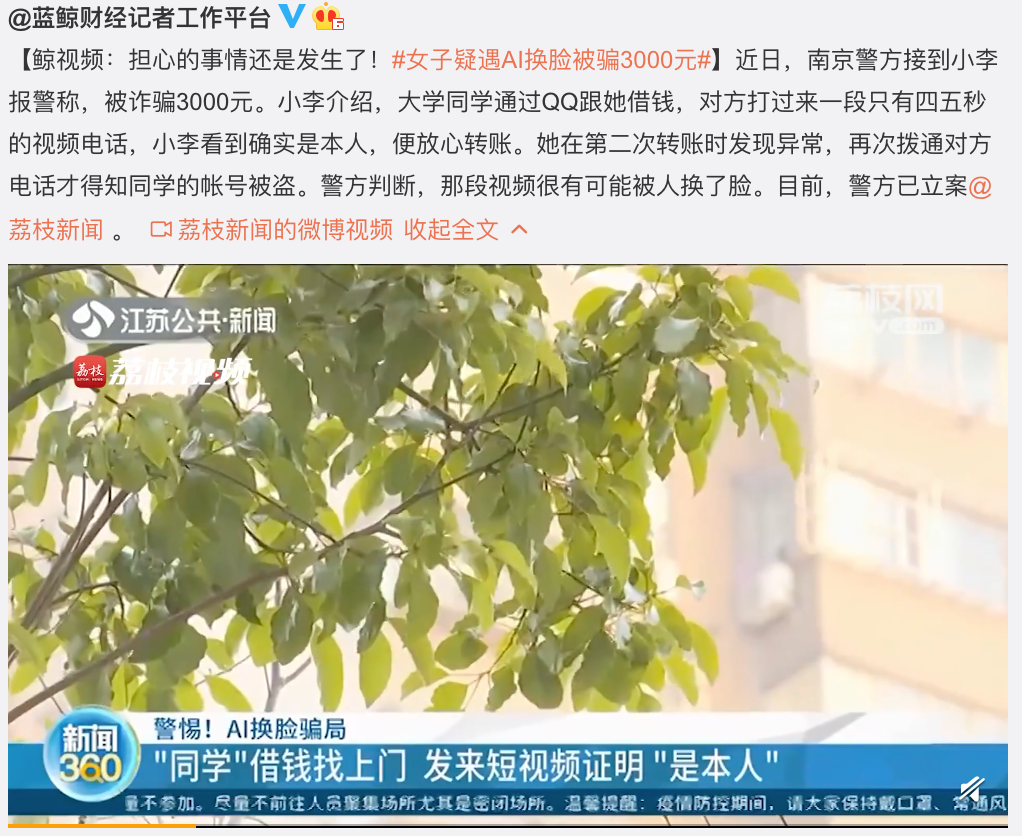 @蓝鲸财经记者工作平台
【鲸视频：担心的事情还是发生了！#女子疑遇AI换脸被骗3000元#】近日，南京警方接到小李
报警称，被诈骗3000元。小李介绍，大学同学通过QQ跟她借钱，对方打过来一段只有四五秒
的视频电话，小李看到确实是本人，便放心转账。她在第二次转账时发现异常，再次拨通对方
电话才得知同学的帐号被盗。警方判断，那段视频很有可能被人换了脸。目前，警方已立案@
荔枝新闻 。 荔枝新闻的微博视频 收起全文
江苏公共·新闻
荔枝网
.com
荔枝
荔枝视频
警惕！AI换脸骗局
新闻
360
"同学"借钱找上门 发来短视频证明"是本人"
量不参加。尽量不前往人员聚集场所尤其是密闭场所。温馨提醒：疫情防控期间，请大家保持戴口罩、常通风